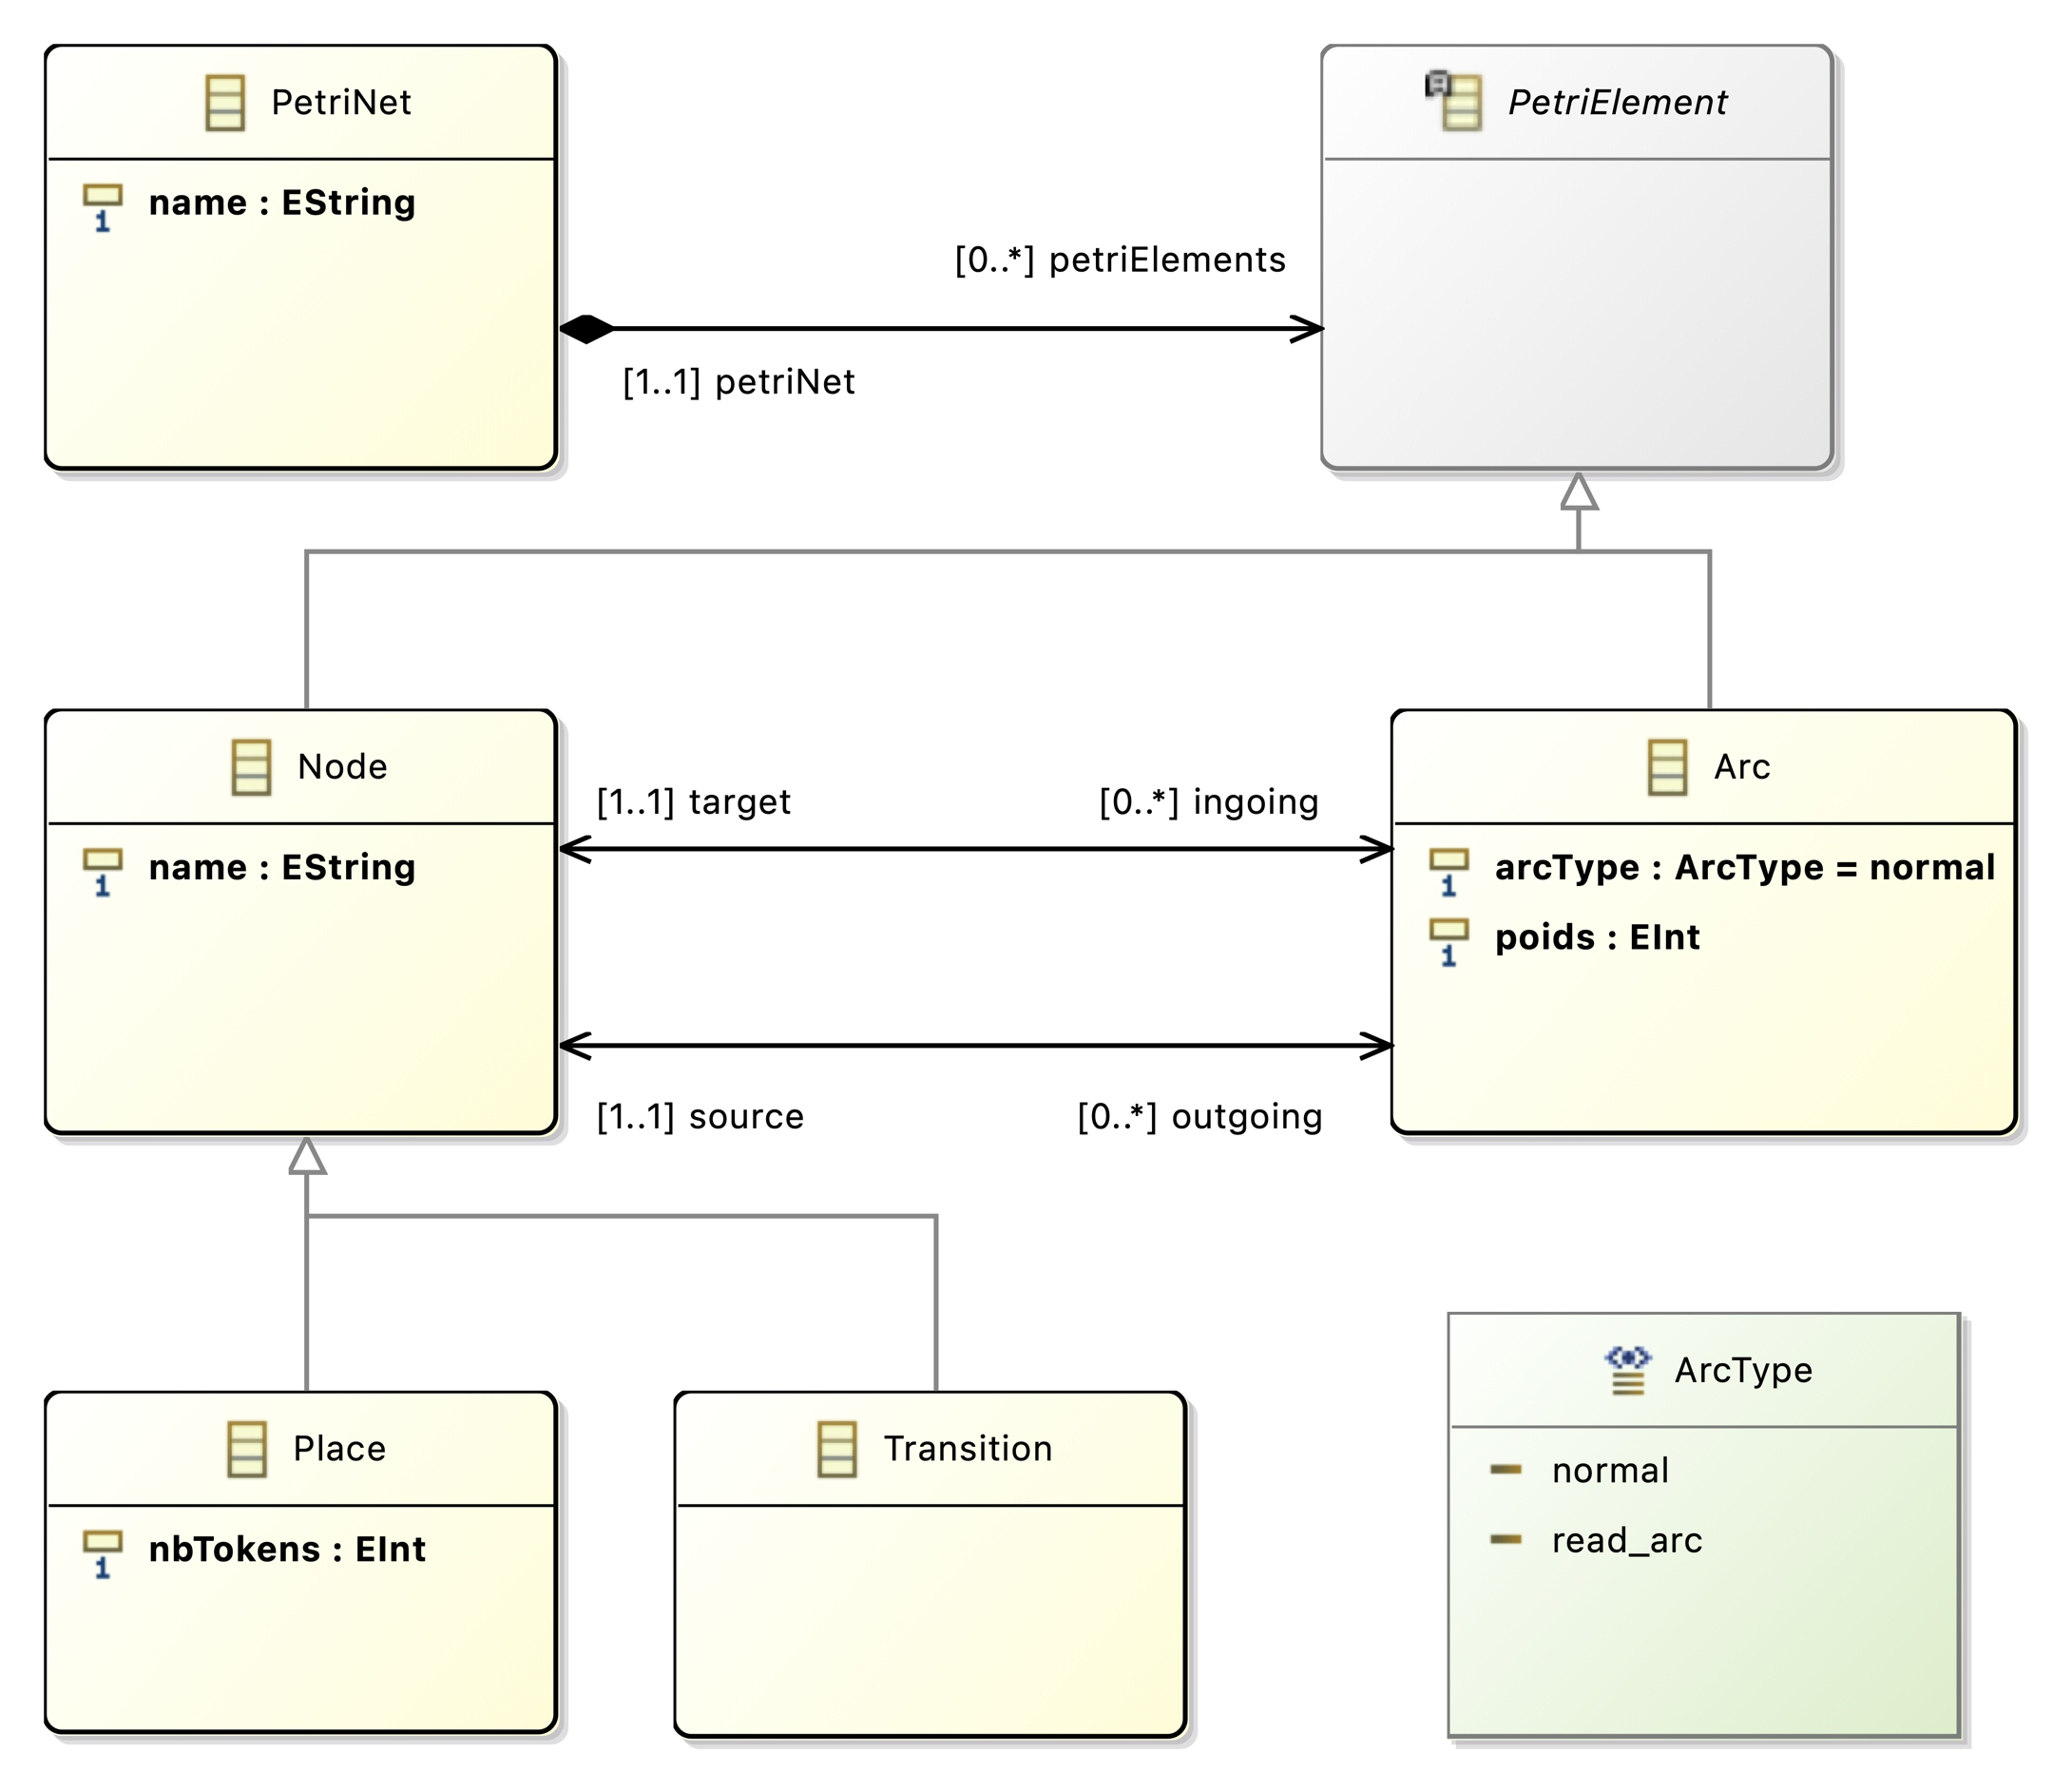 PetriNet
name : EString
PetriElement
[0..*] petriElements
[1..1] petriNet
Node
name : EString
[1..1] target
[0..*] ingoing
[1..1] source
[0..*] outgoing
Arc
arcType : ArcType = normal
poids : EInt
Place
nbTokens : EInt
Transition
ArcType
normal
read_arc